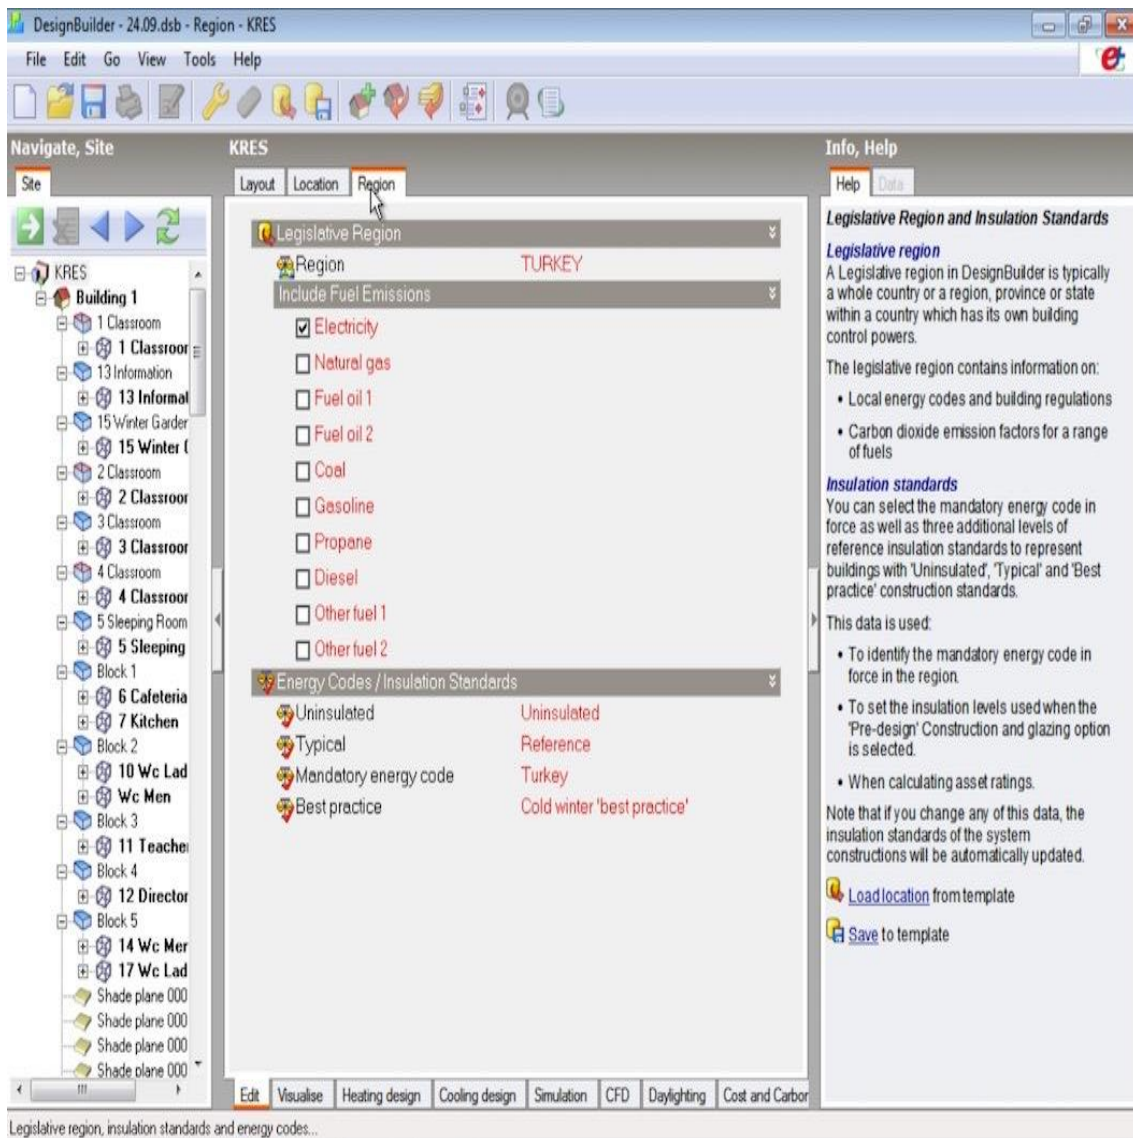 DesignBuilder - 24.09.dsb - Region - KRES
File Edit Go View Tools Help
Navigate, Site
Site
KRES
Building 1
1 Classroom
1 Classroor
13 Information
13 Informat
15 Winter Garder
15 Winter (
2 Classroom
2 Classroor
3 Classroom
3 Classroor
4 Classroom
4 Classroor
5 Sleeping Room
5 Sleeping
Block 1
6 Cafeteria
7 Kitchen
Block 2
10 Wc Lad
Wc Men
Block 3
11 Teache
Block 4
12 Director
Block 5
14 Wc Mer
17 Wc Lad
Shade plane 000
Shade plane 000
Shade plane 000
Shade plane 000
KRES
Layout Location Region
Legislative Region
Region TURKEY
Include Fuel Emissions
Electricity
Natural gas
Fuel oil 1
Fuel oil 2
Coal
Gasoline
Propane
Diesel
Other fuel 1
Other fuel 2
Energy Codes / Insulation Standards
Uninsulated Uninsulated
Typical Reference
Mandatory energy code Turkey
Best practice Cold winter 'best practice'
Edit Visualise Heating design Cooling design Simulation CFD Daylighting Cost and Carbor
Info, Help
Help Data
Legislative Region and Insulation Standards
Legislative region
A Legislative region in DesignBuilder is typically
a whole country or a region, province or state
within a country which has its own building
control powers.
The legislative region contains information on:
• Local energy codes and building regulations
• Carbon dioxide emission factors for a range
of fuels
Insulation standards
You can select the mandatory energy code in
force as well as three additional levels of
reference insulation standards to represent
buildings with 'Uninsulated', 'Typical' and 'Best
practice' construction standards.
This data is used:
• To identify the mandatory energy code in
force in the region.
• To set the insulation levels used when the
'Pre-design' Construction and glazing option
is selected.
• When calculating asset ratings.
Note that if you change any of this data, the
insulation standards of the system
constructions will be automatically updated.
Load location from template
Save to template
Legislative region, insulation standards and energy codes...